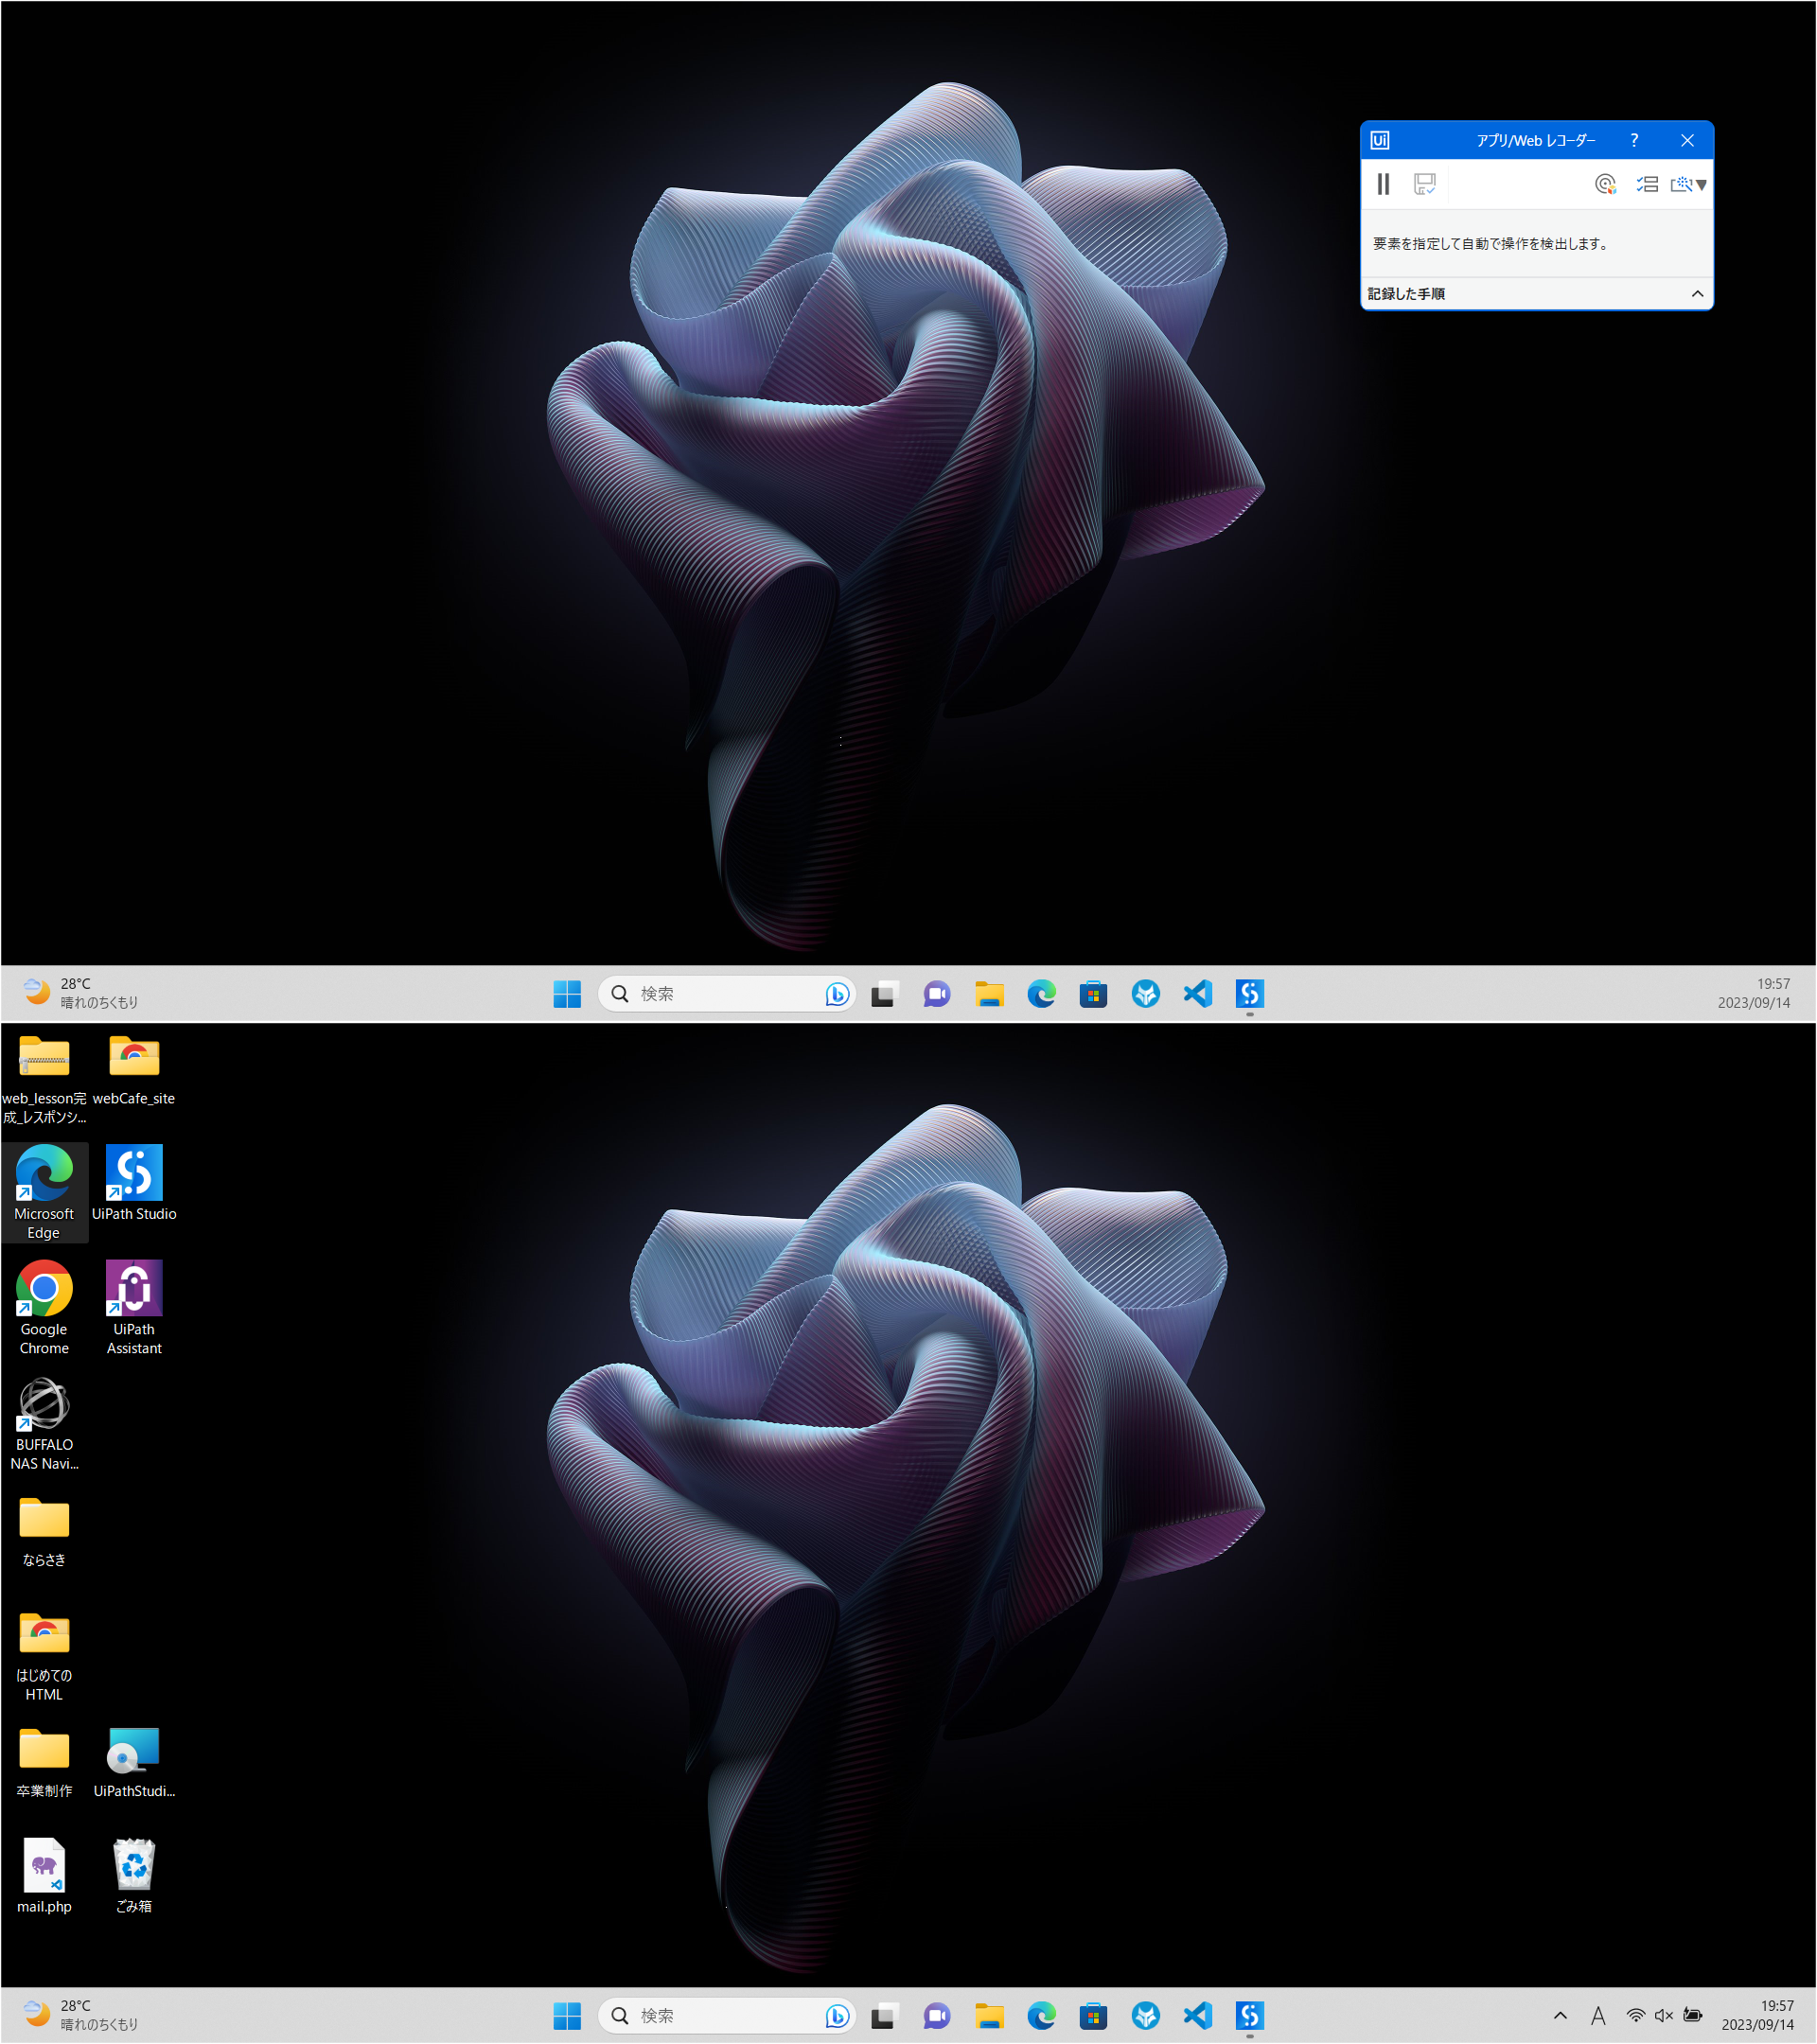 Ui アプリ/Web レコーダー ?
要素を指定して自動で操作を検出します。
記録した手順
28°C
晴れのちくもり
検索
19:57
2023/09/14
web_lesson完
成_レスポンシ...
webCafe_site
Microsoft
Edge
UiPath Studio
Google
Chrome
UiPath
Assistant
BUFFALO
NAS Navi...
ならさき
はじめての
HTML
卒業制作
UiPathStudi...
mail.php
ごみ箱
28°C
晴れのちくもり
検索
A
19:57
2023/09/14